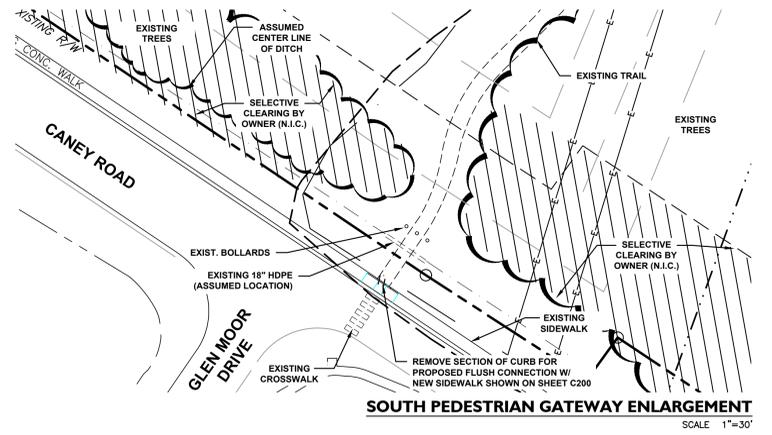 EXISTING
TREES
ASSUMED
CENTER LINE
OF DITCH
EXISTING R/W
CONC. WALK
SELECTIVE
CLEARING BY
OWNER (N.I.C.)
EXISTING TRAIL
EXISTING
TREES
CANEY ROAD
E
E
E
E
E
E
E
E
EXIST. BOLLARDS
EXISTING 18" HDPE
(ASSUMED LOCATION)
SELECTIVE
CLEARING BY
OWNER (N.I.C.)
EXISTING
SIDEWALK
GLEN MOOR
DRIVE
EXISTING
CROSSWALK
REMOVE SECTION OF CURB FOR
PROPOSED FLUSH CONNECTION W/
NEW SIDEWALK SHOWN ON SHEET C200
SOUTH PEDESTRIAN GATEWAY ENLARGEMENT
SCALE 1"=30'